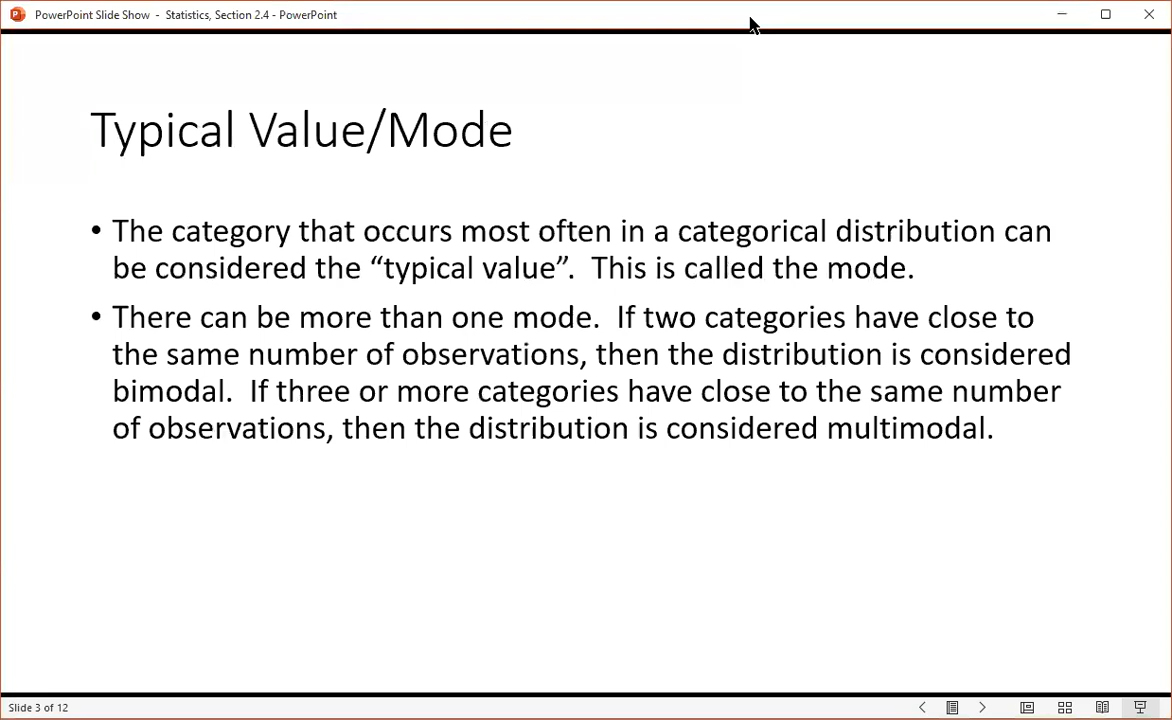 PowerPoint Slide Show - Statistics, Section 2.4 - PowerPoint
Typical Value/Mode
• The category that occurs most often in a categorical distribution can
be considered the “typical value”.  This is called the mode.
• There can be more than one mode.  If two categories have close to
the same number of observations, then the distribution is considered
bimodal.  If three or more categories have close to the same number
of observations, then the distribution is considered multimodal.
Slide 3 of 12